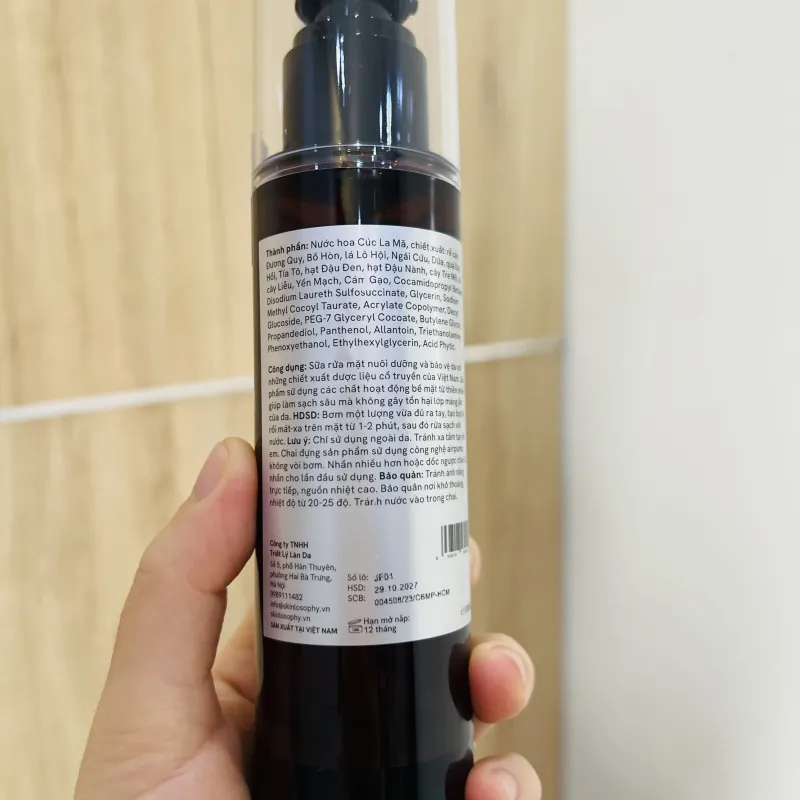 Thành phần: Nước hoa Cúc La Mã, chiết xuất: rễ cây
Đương Quy, Bồ Hòn, lá Lô Hội, Ngải Cứu, Dừa, quả
Hồi, Tía Tô, hạt Đậu Đen, hạt Đậu Nành, cây Tre
cây Liễu, Yến Mạch, Cám Gạo, Cocamidopropyl
Disodium Laureth Sulfosuccinate, Glycerin, Sodium
Methyl Cocoyl Taurate, Acrylate Copolymer, Decyl
Glucoside, PEG-7 Glyceryl Cocoate, Butylene Glycol
Propandediol, Panthenol, Allantoin, Triethanolamine
Phenoxyethanol, Ethylhexylglycerin, Acid Phytic.
Công dụng: Sữa rửa mặt nuôi dưỡng và bảo vệ da với
những chiết xuất dược liệu cổ truyền của Việt Nam.
phẩm sử dụng các chất hoạt động bề mặt từ thiên
giúp làm sạch sâu mà không gây tổn hại lớp màng
của da. HDSD: Bơm một lượng vừa đủ ra tay, tạo
rồi mát-xa trên mặt từ 1-2 phút, sau đó rửa sạch với
nước. Lưu ý: Chỉ sử dụng ngoài da. Tránh xa tầm tay
em. Chai đựng sản phẩm sử dụng công nghệ
không vòi bơm. Nhấn nhiều hơn hoặc dốc ngược
nhấn cho lần đầu sử dụng. Bảo quản: Tránh ánh nắng
trực tiếp, nguồn nhiệt cao. Bảo quản nơi khô thoáng,
nhiệt độ từ 20-25 độ. Tránh nước vào trong chai.
Công ty TNHH
Triết Lý Làn Da
Số 5, phố Hàn Thuyên,
phường Hai Bà Trưng,
Hà Nội
0989111482
@skinlosophy.vn
skinlosophy.vn
SẢN XUẤT TẠI VIỆT NAM
Số lô: JF01
HSD: 29.10.2027
SCB: 004508/23/CBMP-HCM
Hạn mở nắp:
12 tháng